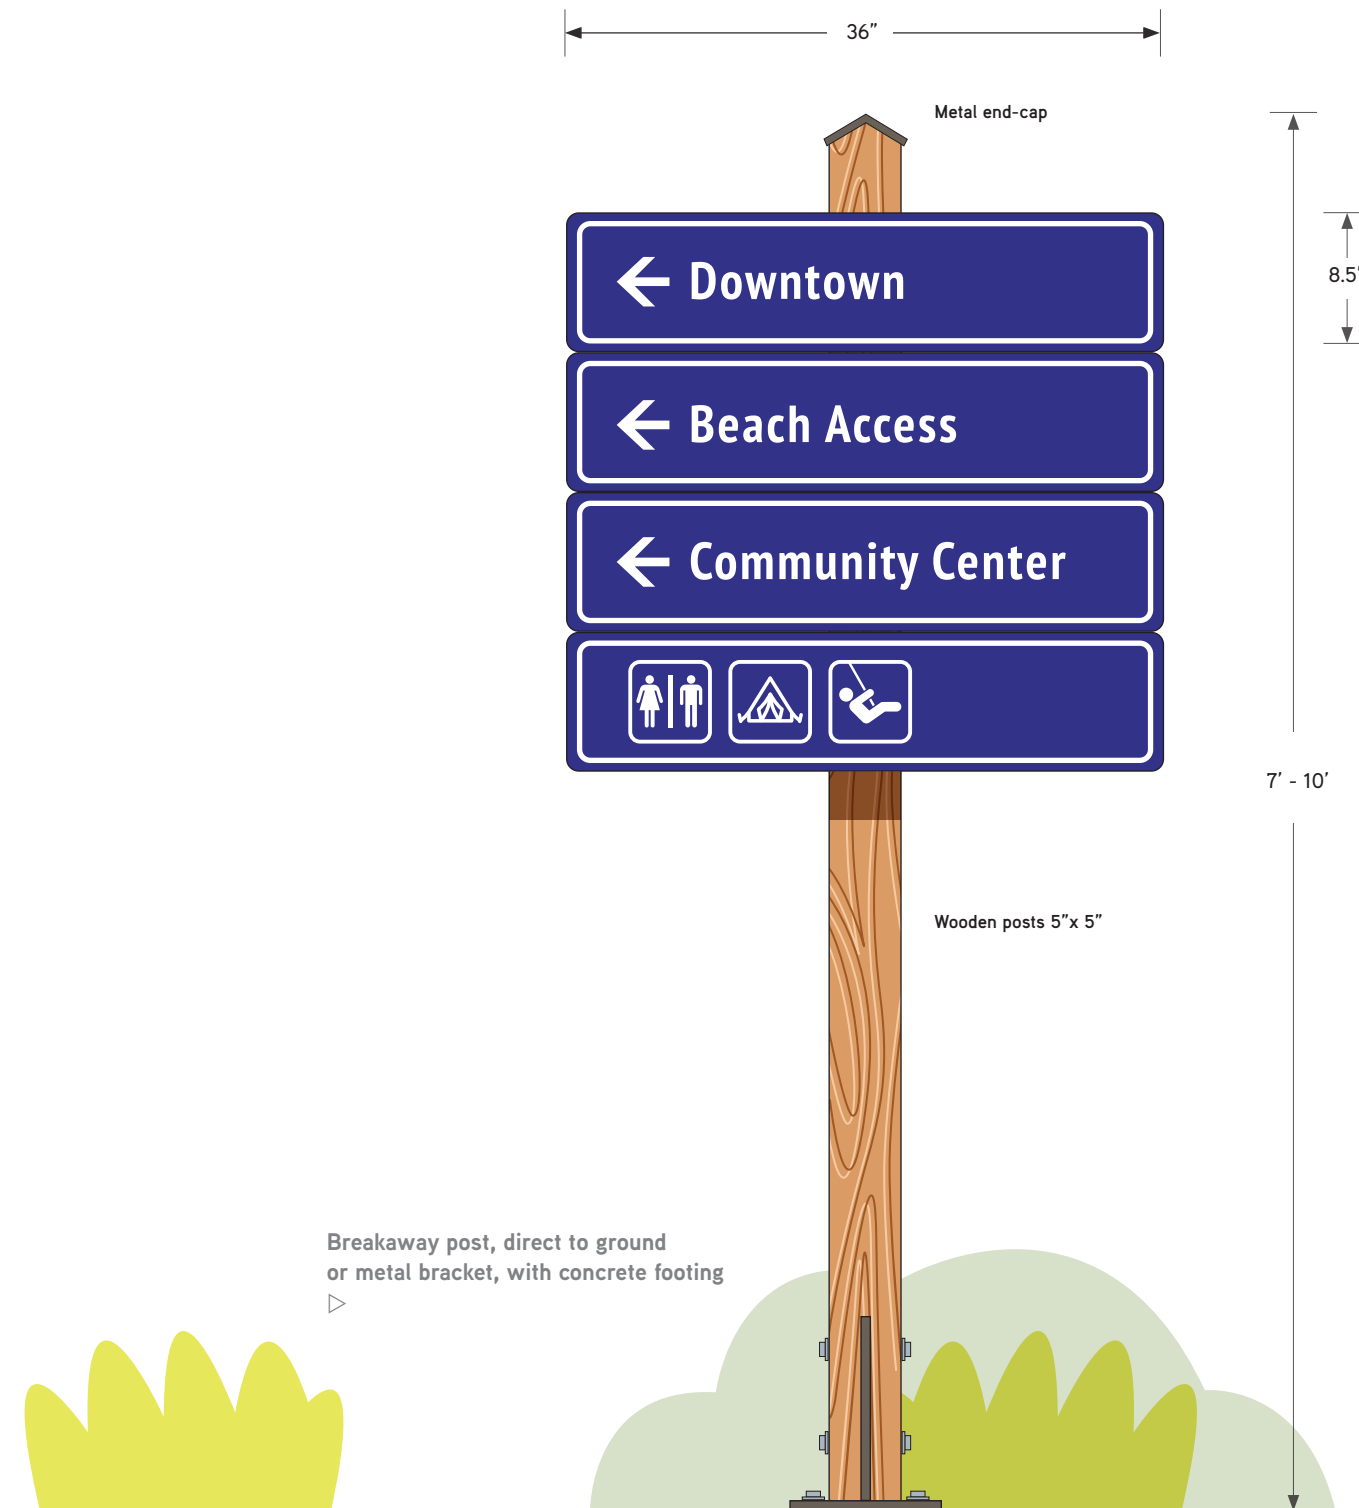 36”
Metal end-cap
Downtown
8.5”
Beach Access
Community Center
7’ - 10’
Wooden posts 5”x 5”
Breakaway post, direct to ground
or metal bracket, with concrete footing